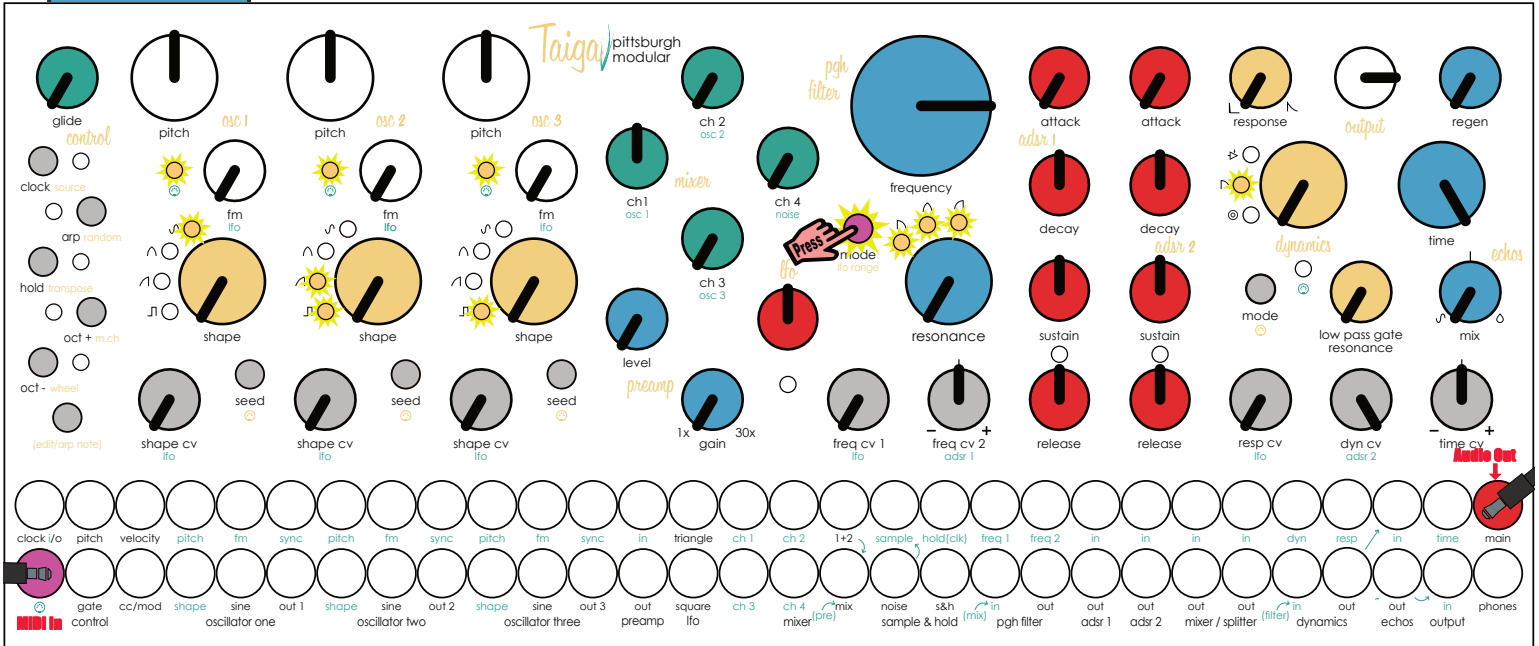 Taiga
pittsburgh
modular
pgh
filter
glide
pitch
osc 1
pitch
osc 2
pitch
osc 3
ch 2
osc 2
attack
attack
response
output
regen
control
adsr 1
clock source
fm
lfo
fm
lfo
fm
lfo
ch1
osc 1
mixer
ch 4
noise
frequency
arp random
decay
decay
time
Press
mode
lfo range
adsr 2
dynamics
echos
hold transpose
lfo
ch 3
osc 3
oct + m.ch
mode
shape
shape
shape
resonance
sustain
sustain
low pass gate
resonance
mix
level
oct - wheel
preamp
seed
seed
seed
(edit/arp note)
shape cv
lfo
shape cv
lfo
shape cv
lfo
1x
30x
gain
freq cv 1
lfo
- +
freq cv 2
adsr 1
release
release
resp cv
lfo
dyn cv
adsr 2
- +
time cv
Audio Out
clock i/o pitch velocity pitch fm sync pitch fm sync pitch fm sync in triangle ch 1 ch 2 1+2 sample hold(clk) freq 1 freq 2 in in in in dyn resp in time main
gate cc/mod shape sine out 1 shape sine out 2 shape sine out 3 out square ch 3 ch 4 (pre) mix noise s&h (mix) in out out out out out (filter) in out out in phones
MIDI In control oscillator one oscillator two oscillator three preamp lfo mixer sample & hold pgh filter adsr 1 adsr 2 mixer / splitter dynamics echos output